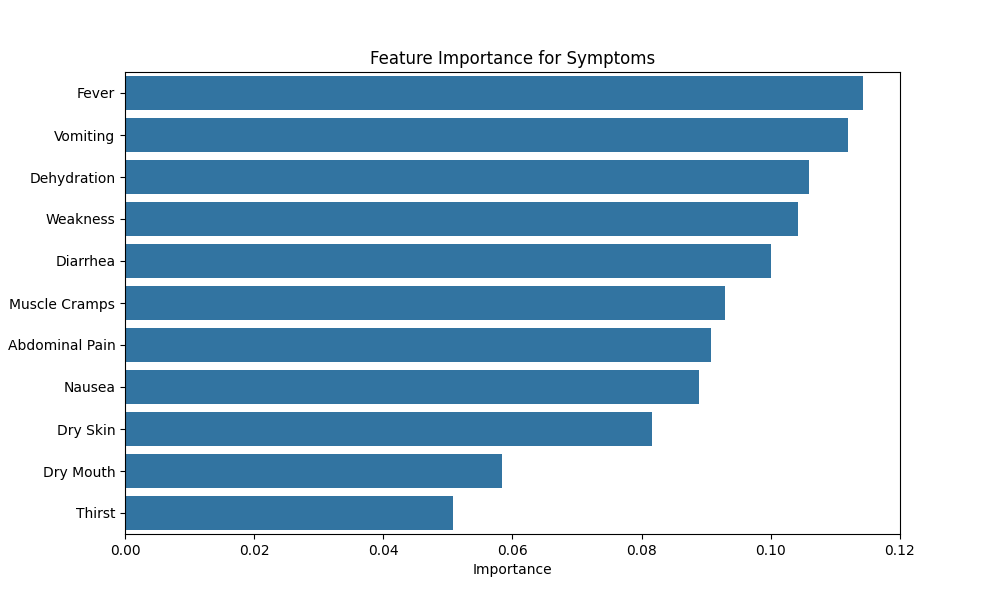 Feature Importance for Symptoms
Fever
Vomiting
Dehydration
Weakness
Diarrhea
Muscle Cramps
Abdominal Pain
Nausea
Dry Skin
Dry Mouth
Thirst
0.00 0.02 0.04 0.06 0.08 0.10 0.12
Importance